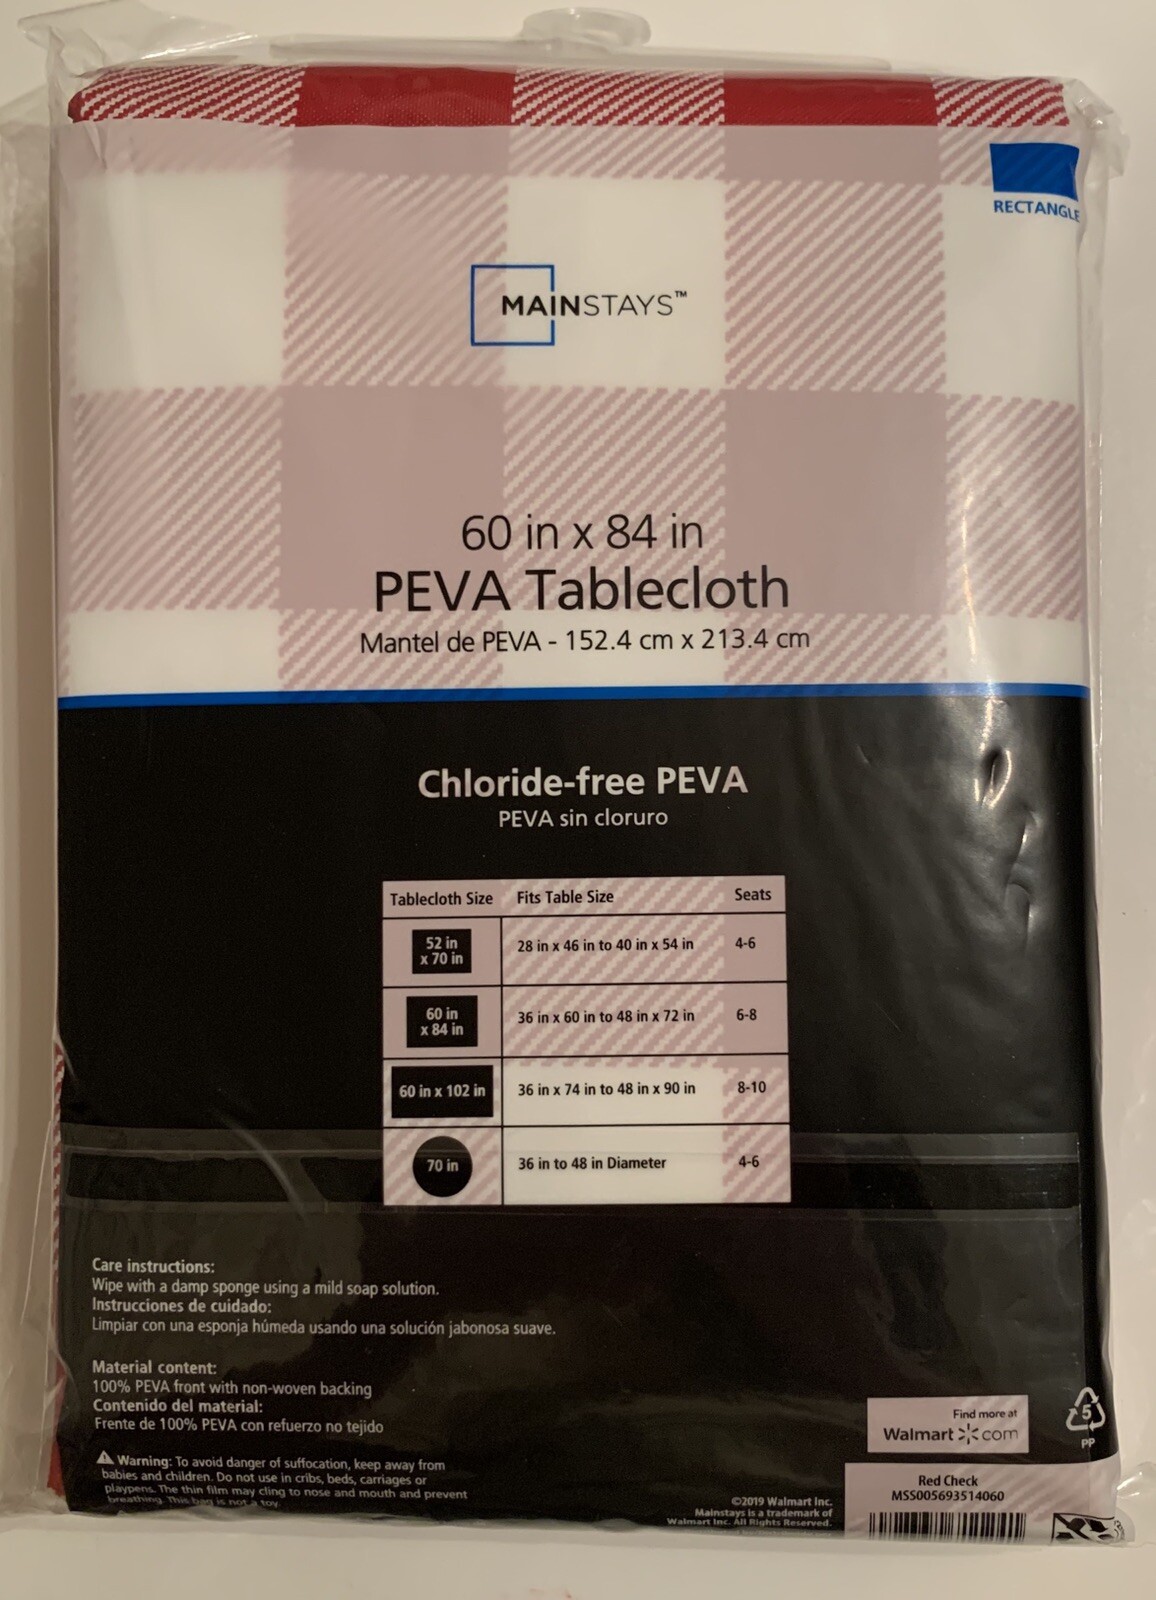 RECTANGLE
MAINSTAYS™
60 in x 84 in
PEVA Tablecloth
Mantel de PEVA - 152.4 cm x 213.4 cm
Chloride-free PEVA
PEVA sin cloruro
Tablecloth Size Fits Table Size Seats
52 in
x 70 in
28 in x 46 in to 40 in x 54 in 4-6
60 in
x 84 in
36 in x 60 in to 48 in x 72 in 6-8
60 in x 102 in 36 in x 74 in to 48 in x 90 in 8-10
70 in 36 in to 48 in Diameter 4-6
Care instructions:
Wipe with a damp sponge using a mild soap solution.
Instrucciones de cuidado:
Limpiar con una esponja húmeda usando una solución jabonosa suave.
Material content:
100% PEVA front with non-woven backing
Contenido del material:
Frente de 100% PEVA con refuerzo no tejido
Warning: To avoid danger of suffocation, keep away from
babies and children. Do not use in cribs, beds, carriages or
playpens. The thin film may cling to nose and mouth and prevent
breathing. This bag is not a toy.
©2019 Walmart Inc.
Mainstays is a trademark of
Walmart Inc. All Rights Reserved.
Find more at
Walmart com
5
PP
Red Check
MSS005693514060